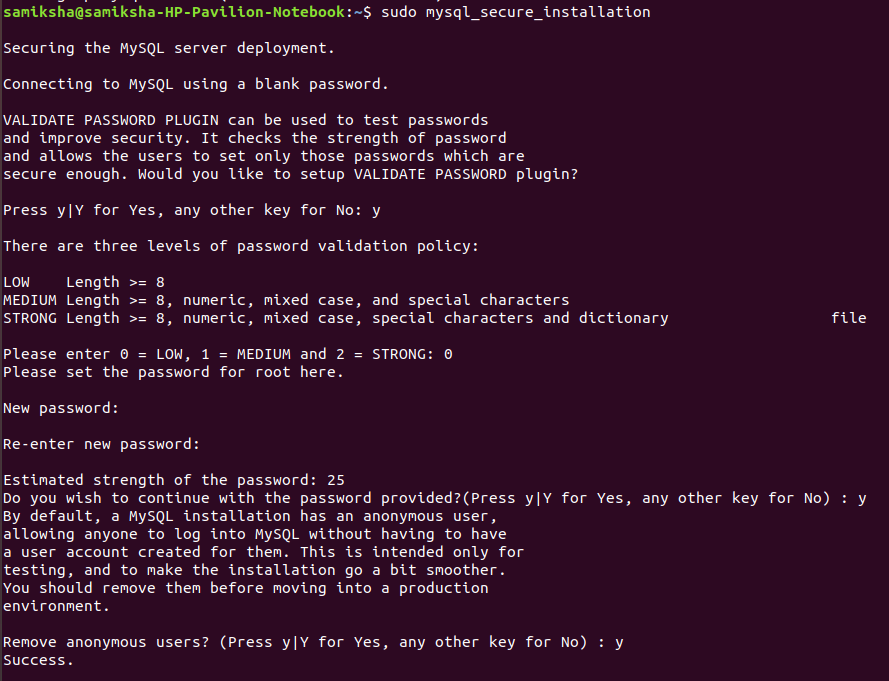 samiksha@samiksha-HP-Pavilion-Notebook:~$ sudo mysql_secure_installation
Securing the MySQL server deployment.
Connecting to MySQL using a blank password.
VALIDATE PASSWORD PLUGIN can be used to test passwords
and improve security. It checks the strength of password
and allows the users to set only those passwords which are
secure enough. Would you like to setup VALIDATE PASSWORD plugin?
Press y|Y for Yes, any other key for No: y
There are three levels of password validation policy:
LOW    Length >= 8
MEDIUM Length >= 8, numeric, mixed case, and special characters
STRONG Length >= 8, numeric, mixed case, special characters and dictionary                  file
Please enter 0 = LOW, 1 = MEDIUM and 2 = STRONG: 0
Please set the password for root here.
New password:
Re-enter new password:
Estimated strength of the password: 25
Do you wish to continue with the password provided?(Press y|Y for Yes, any other key for No) : y
By default, a MySQL installation has an anonymous user,
allowing anyone to log into MySQL without having to have
a user account created for them. This is intended only for
testing, and to make the installation go a bit smoother.
You should remove them before moving into a production
environment.
Remove anonymous users? (Press y|Y for Yes, any other key for No) : y
Success.